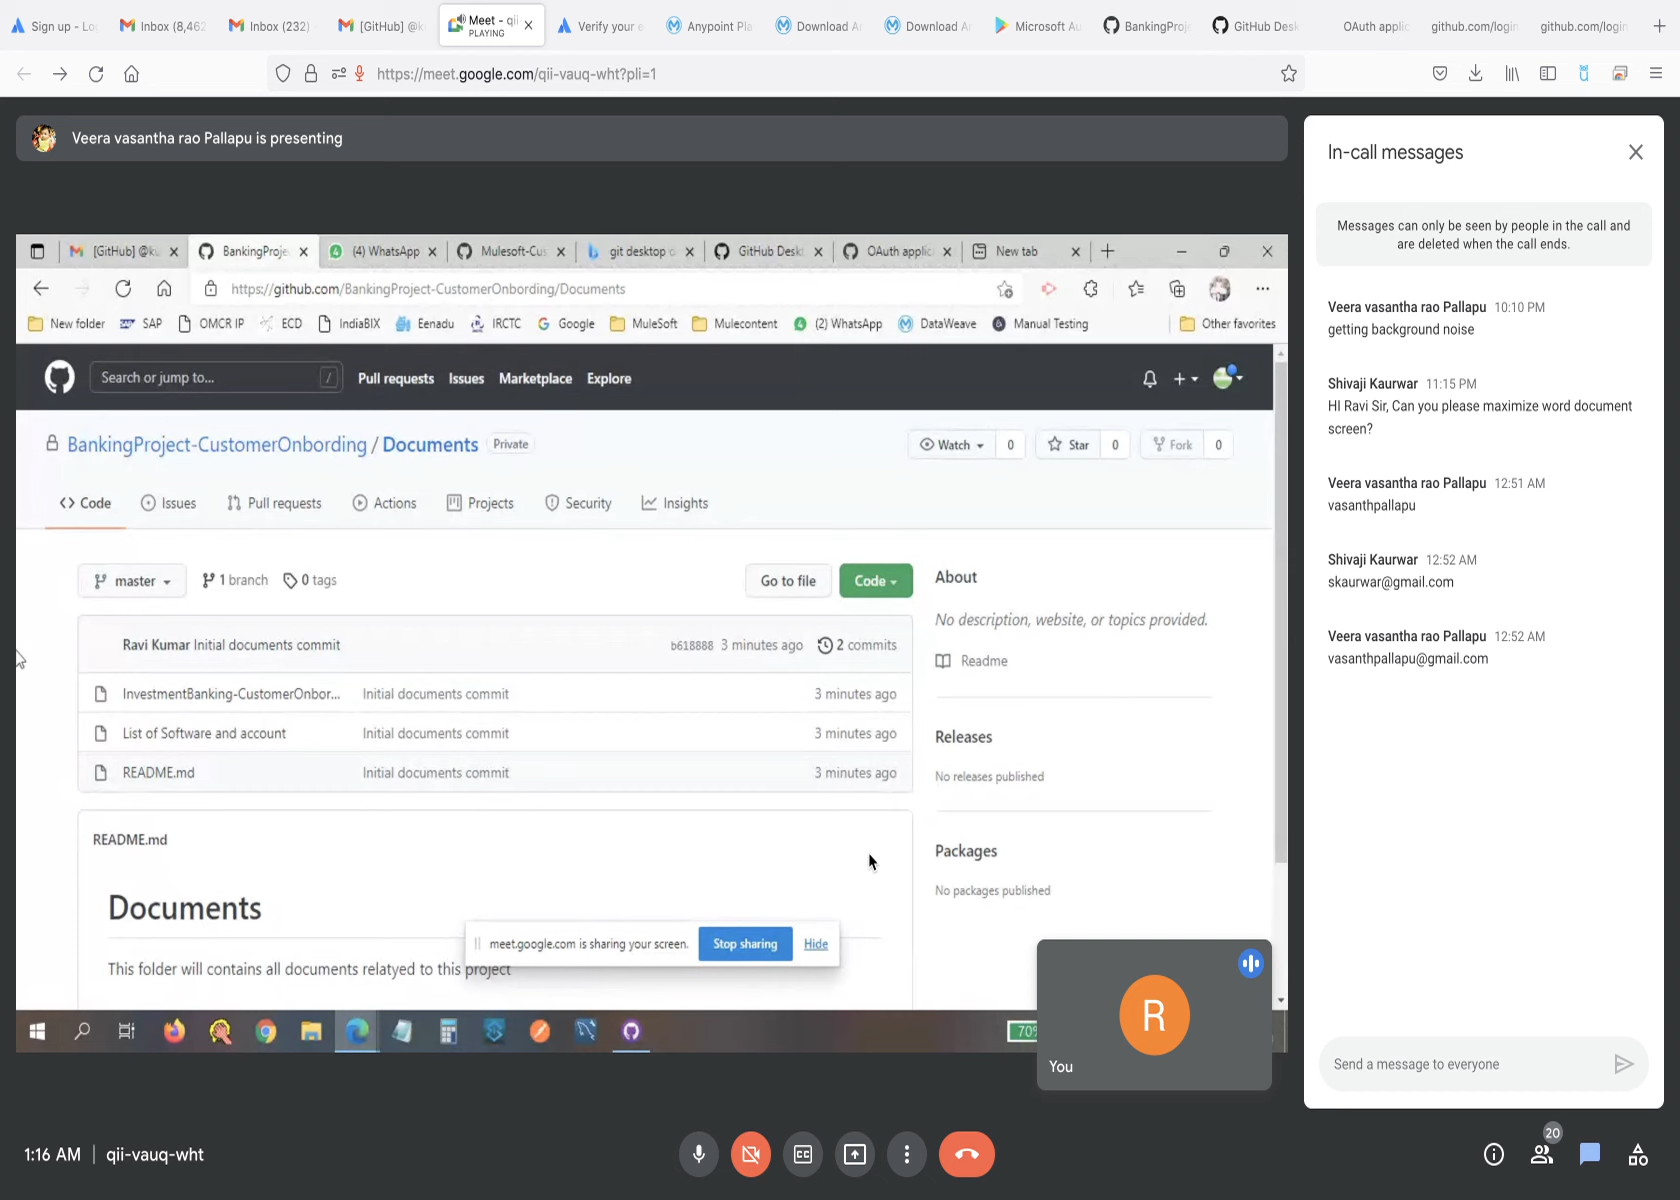 Sign up - Lo
Inbox (8,462
Inbox (232)
[GitHub] @k
Meet - qii
PLAYING
Verify your e
Anypoint Pla
Download A
Download A
Microsoft Au
BankingProj
GitHub Desk
OAuth applic
github.com/login
github.com/login
https://meet.google.com/qii-vauq-wht?pli=1
Veera vasantha rao Pallapu is presenting
[GitHub] @ku
BankingProje
(4) WhatsApp
Mulesoft-Cus
git desktop
GitHub Desk
OAuth applic
New tab
https://github.com/BankingProject-CustomerOnbording/Documents
New folder
SAP
OMCR IP
ECD
IndiaBIX
Eenadu
IRCTC
Google
MuleSoft
Mulecontent
(2) WhatsApp
DataWeave
Manual Testing
Other favorites
Search or jump to...
/
Pull requests
Issues
Marketplace
Explore
BankingProject-CustomerOnbording / Documents
Private
Watch
0
Star
0
Fork
0
Code
Issues
Pull requests
Actions
Projects
Security
Insights
master
1 branch
0 tags
Go to file
Code
Ravi Kumar Initial documents commit
b618888 3 minutes ago
2 commits
InvestmentBanking-CustomerOnbor...
Initial documents commit
3 minutes ago
List of Software and account
Initial documents commit
3 minutes ago
README.md
Initial documents commit
3 minutes ago
About
No description, website, or topics provided.
Readme
Releases
No releases published
Packages
No packages published
README.md
Documents
This folder will contains all documents relatyed to this project
meet.google.com is sharing your screen.
Stop sharing
Hide
70%
R
You
In-call messages
Messages can only be seen by people in the call and
are deleted when the call ends.
Veera vasantha rao Pallapu 10:10 PM
getting background noise
Shivaji Kaurwar 11:15 PM
HI Ravi Sir, Can you please maximize word document
screen?
Veera vasantha rao Pallapu 12:51 AM
vasanthpallapu
Shivaji Kaurwar 12:52 AM
skaurwar@gmail.com
Veera vasantha rao Pallapu 12:52 AM
vasanthpallapu@gmail.com
Send a message to everyone
1:16 AM | qii-vauq-wht
20